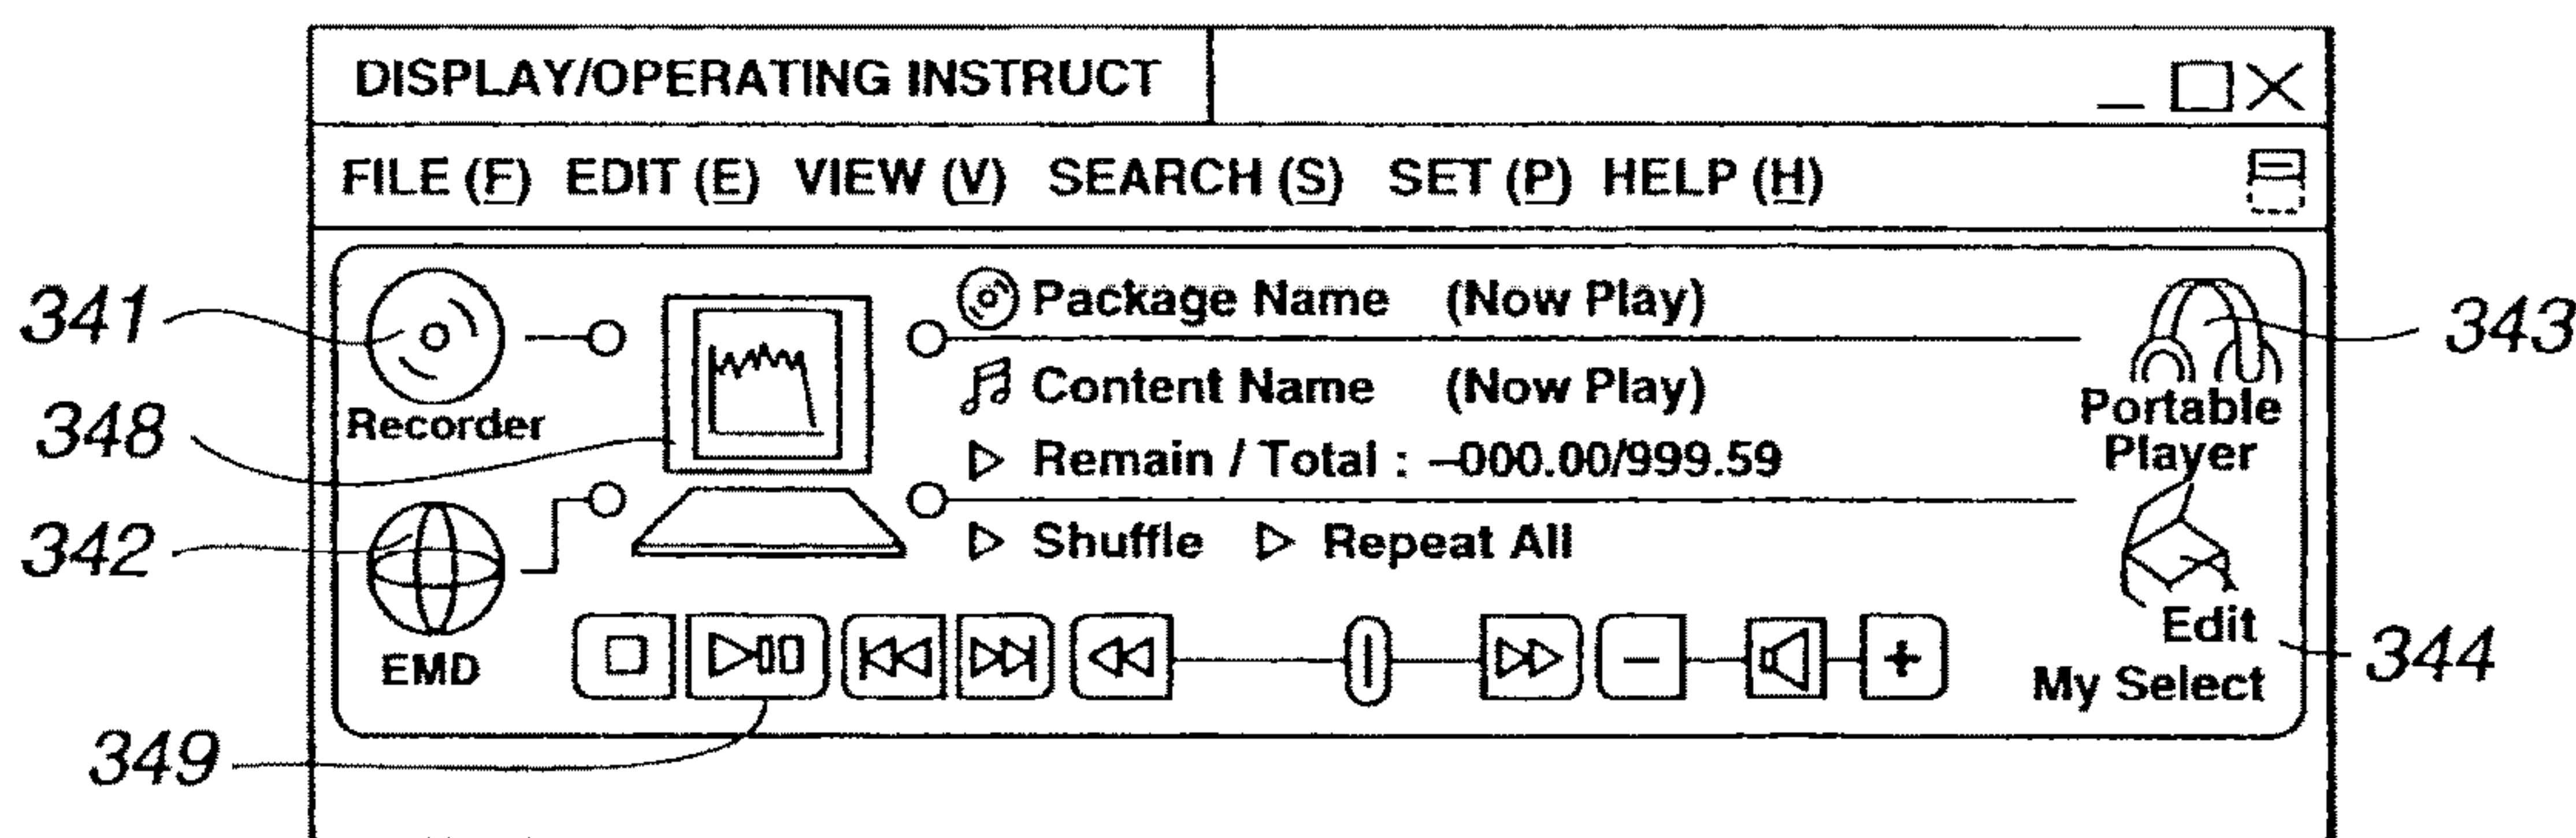 DISPLAY/OPERATING INSTRUCT
FILE (F) EDIT (E) VIEW (V) SEARCH (S) SET (P) HELP (H)
341
Recorder
348
342
EMD
349
Package Name (Now Play)
Content Name (Now Play)
Remain / Total : –000.00/999.59
Shuffle Repeat All
343
Portable
Player
Edit
344
My Select